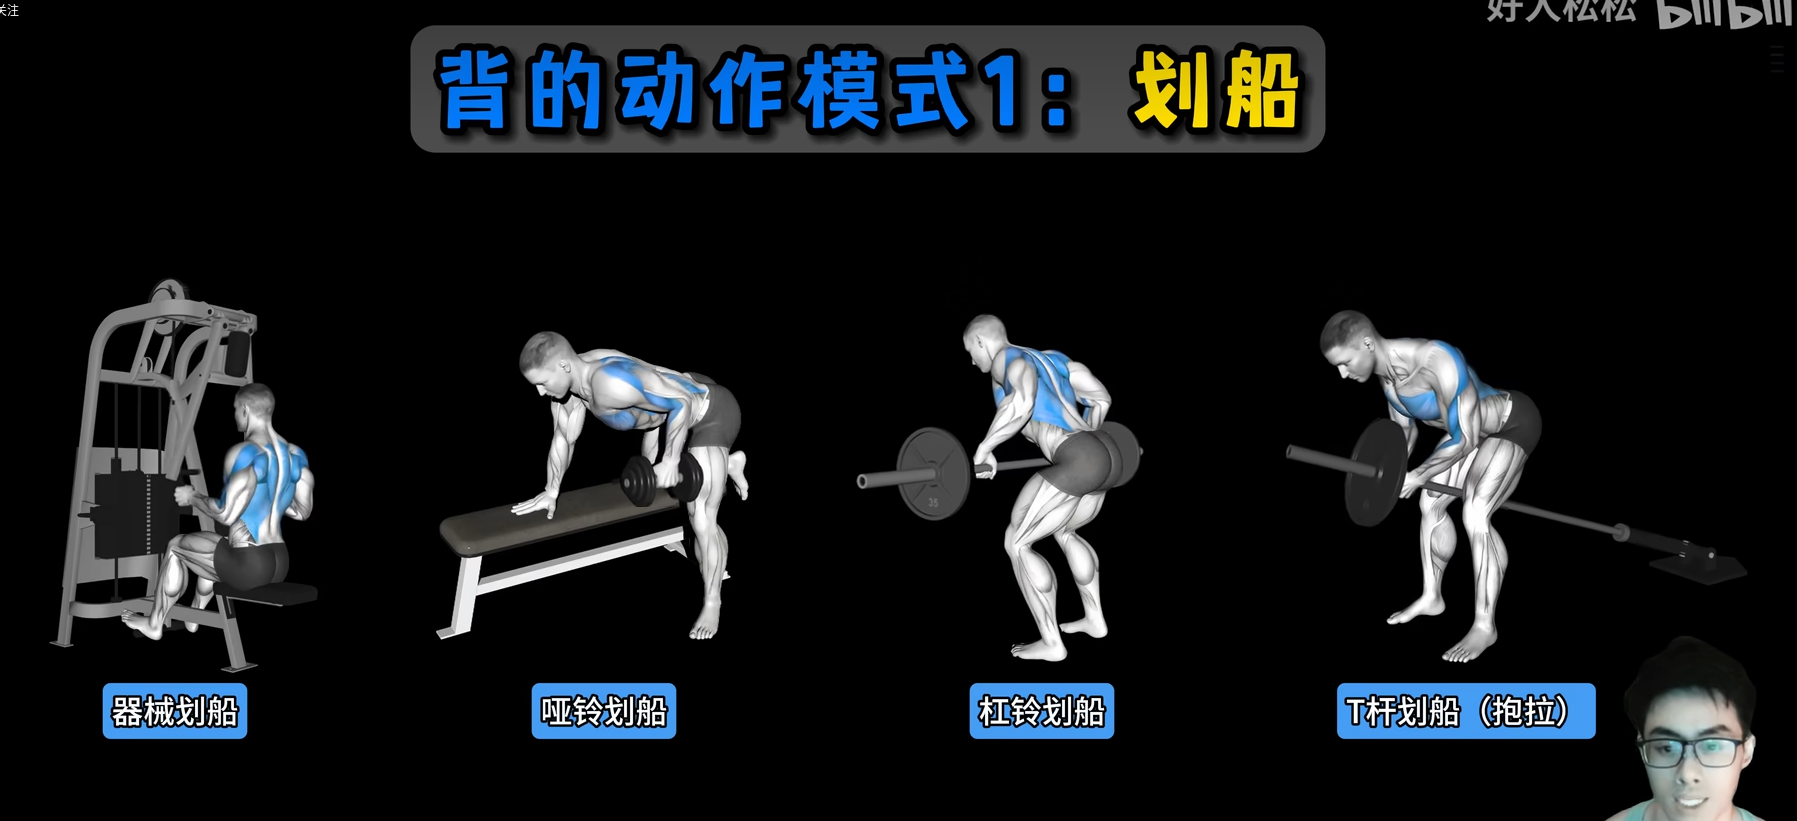 关注
好人松松 bilibili
背的动作模式1：划船
35
器械划船
哑铃划船
杠铃划船
T杆划船（抱拉）